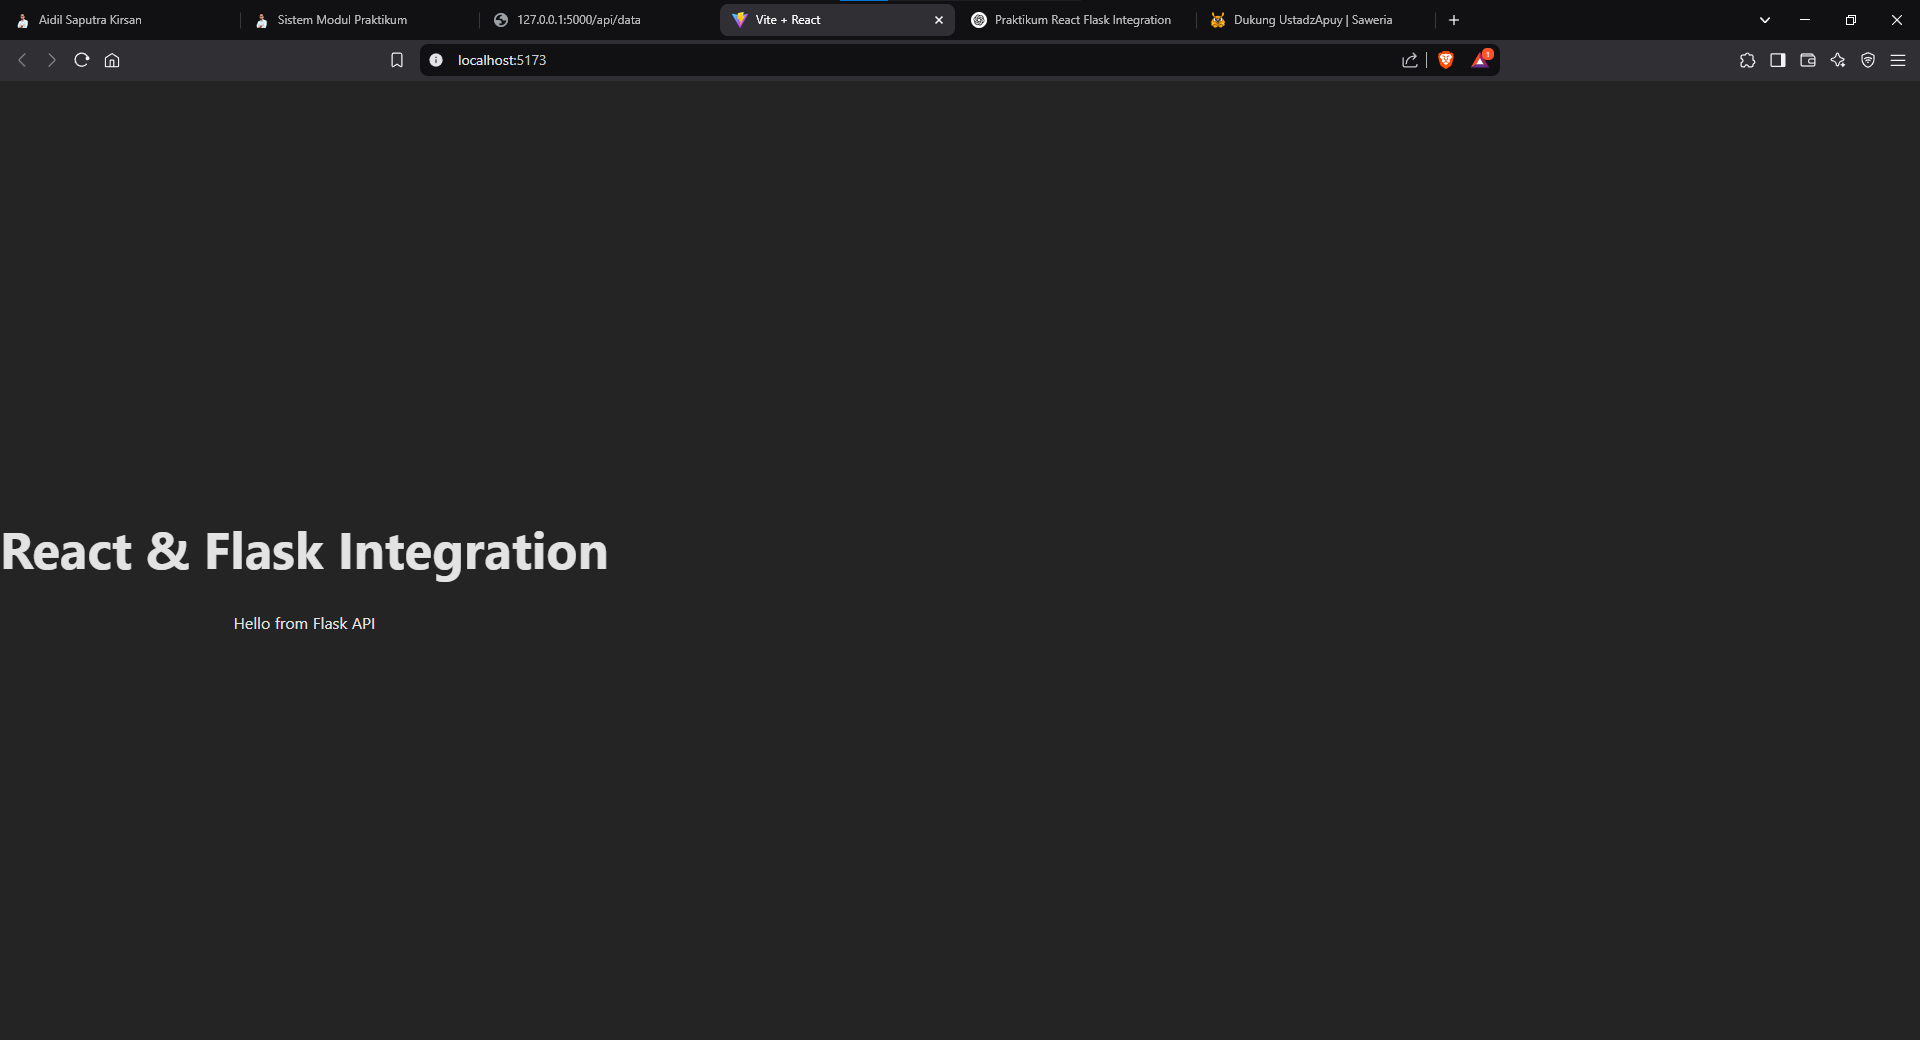 Aidil Saputra Kirsan
Sistem Modul Praktikum
127.0.0.1:5000/api/data
Vite + React
Praktikum React Flask Integration
Dukung UstadzApuy | Saweria
localhost:5173
1
React & Flask Integration
Hello from Flask API